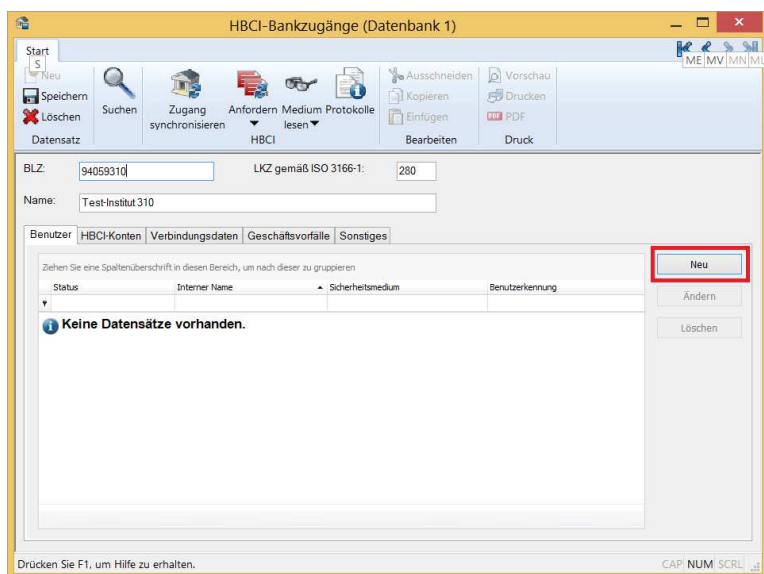 HBCI-Bankzugänge (Datenbank 1)
Start
S
ME MV MN ML
Neu
Speichern
Löschen
Datensatz
Suchen
Zugang synchronisieren
Anfordern
Medium lesen
Protokolle
HBCI
Ausschneiden
Kopieren
Einfügen
Bearbeiten
Vorschau
Drucken
PDF
Druck
BLZ: 94059310 LKZ gemäß ISO 3166-1: 280
Name: Test-Institut 310
Benutzer HBCI-Konten Verbindungsdaten Geschäftsvorfälle Sonstiges
Ziehen Sie eine Spaltenüberschrift in diesen Bereich, um nach dieser zu gruppieren
Status Interner Name Sicherheitsmedium Benutzerkennung
Keine Datensätze vorhanden.
Neu
Ändern
Löschen
Drücken Sie F1, um Hilfe zu erhalten. CAP NUM SCRL